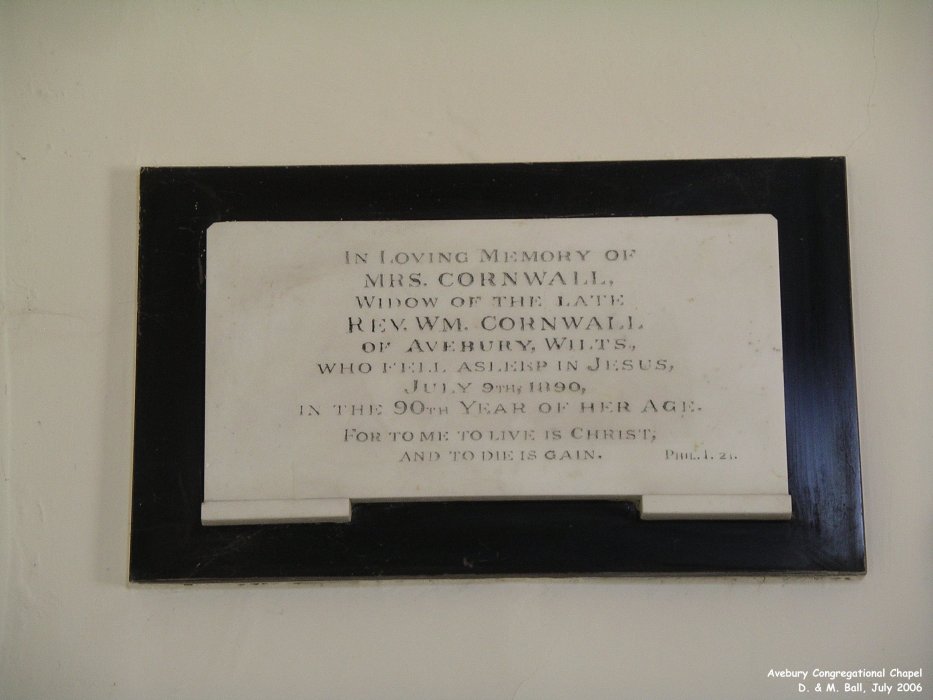 In Loving Memory of
MRS. CORNWALL,
Widow of the late
REV. WM. CORNWALL
of Avebury, Wilts,
who fell asleep in Jesus,
July 9th, 1890,
in the 90th Year of her Age.
For to me to live is Christ,
and to die is gain. Phil. I. 21.
Avebury Congregational Chapel
D. & M. Ball, July 2006